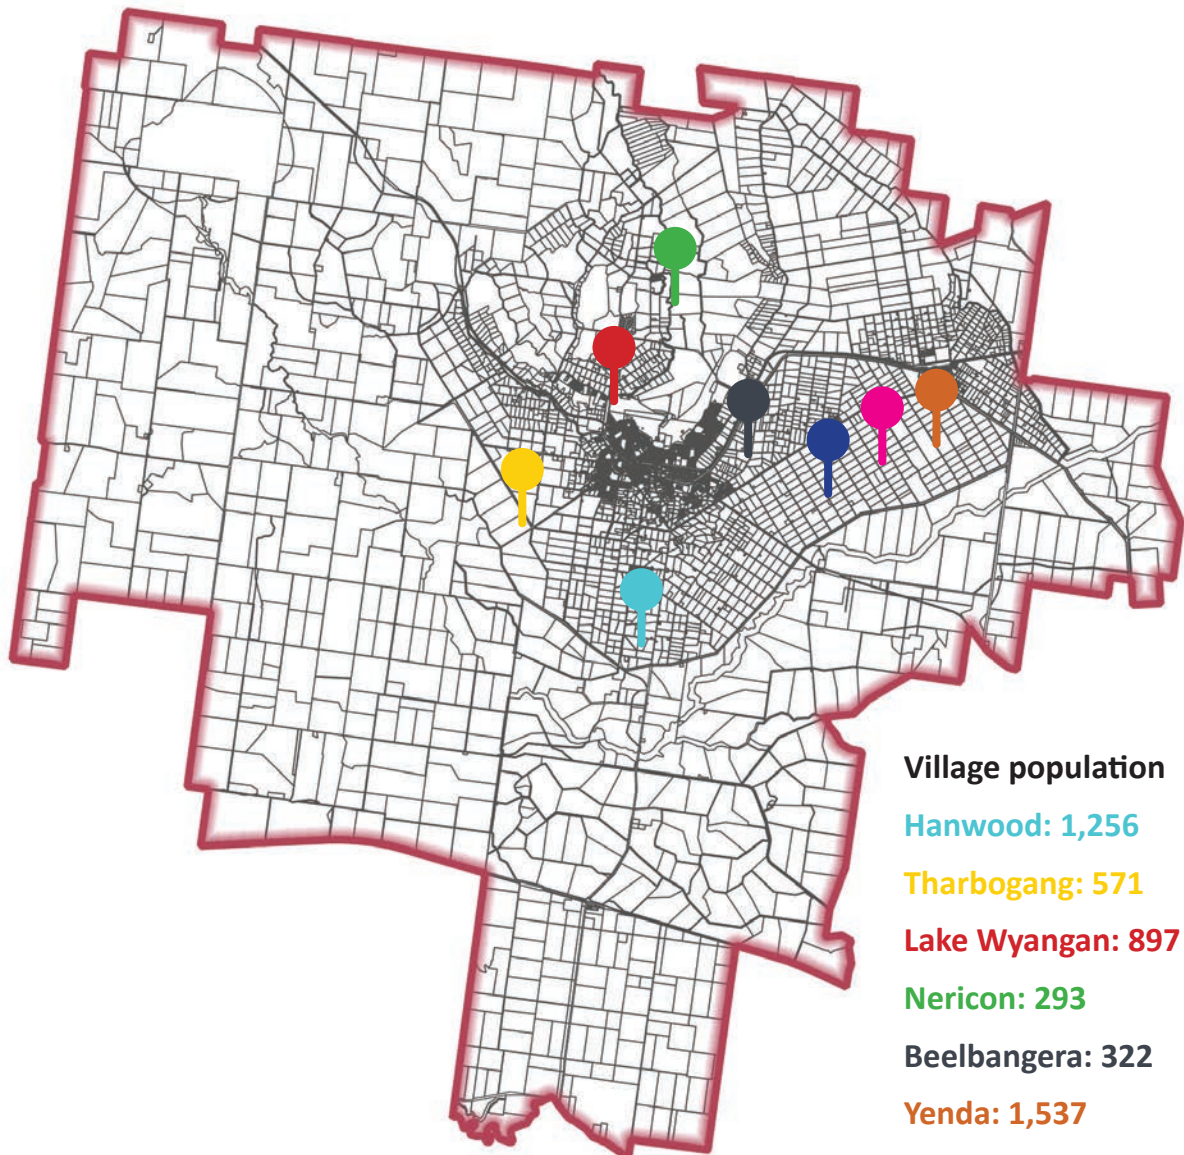 Village population
Hanwood: 1,256
Tharbogang: 571
Lake Wyangan: 897
Nericon: 293
Beelbangera: 322
Yenda: 1,537